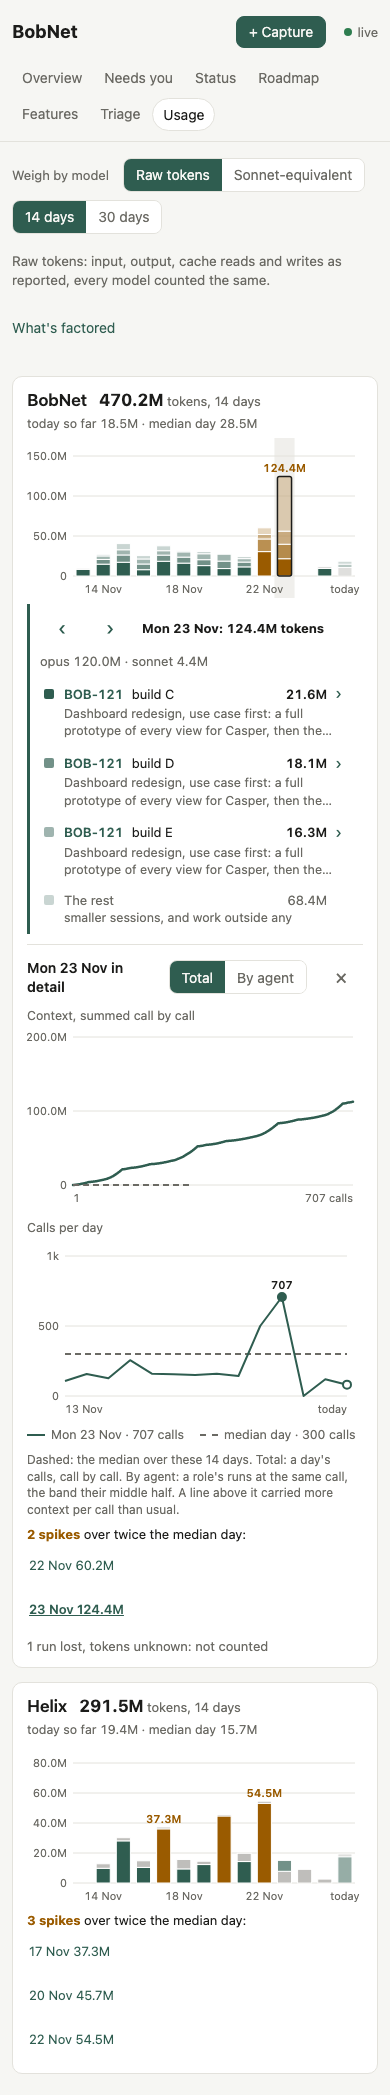 BobNet
+ Capture
live
Overview
Needs you
Status
Roadmap
Features
Triage
Usage
Weigh by model
Raw tokens
Sonnet-equivalent
14 days
30 days
Raw tokens: input, output, cache reads and writes as
reported, every model counted the same.
What's factored
BobNet 470.2M tokens, 14 days
today so far 18.5M · median day 28.5M
150.0M
124.4M
100.0M
50.0M
0
14 Nov
18 Nov
22 Nov
today
‹ › Mon 23 Nov: 124.4M tokens
opus 120.0M · sonnet 4.4M
BOB-121 build C 21.6M ›
Dashboard redesign, use case first: a full
prototype of every view for Casper, then the...
BOB-121 build D 18.1M ›
Dashboard redesign, use case first: a full
prototype of every view for Casper, then the...
BOB-121 build E 16.3M ›
Dashboard redesign, use case first: a full
prototype of every view for Casper, then the...
The rest 68.4M
smaller sessions, and work outside any
Mon 23 Nov in
detail
Total
By agent
×
Context, summed call by call
200.0M
100.0M
0
1
707 calls
Calls per day
1k
707
500
0
13 Nov
today
Mon 23 Nov · 707 calls
median day · 300 calls
Dashed: the median over these 14 days. Total: a day's
calls, call by call. By agent: a role's runs at the same call,
the band their middle half. A line above it carried more
context per call than usual.
2 spikes over twice the median day:
22 Nov 60.2M
23 Nov 124.4M
1 run lost, tokens unknown: not counted
Helix 291.5M tokens, 14 days
today so far 19.4M · median day 15.7M
80.0M
60.0M
54.5M
40.0M
37.3M
20.0M
0
14 Nov
18 Nov
22 Nov
today
3 spikes over twice the median day:
17 Nov 37.3M
20 Nov 45.7M
22 Nov 54.5M